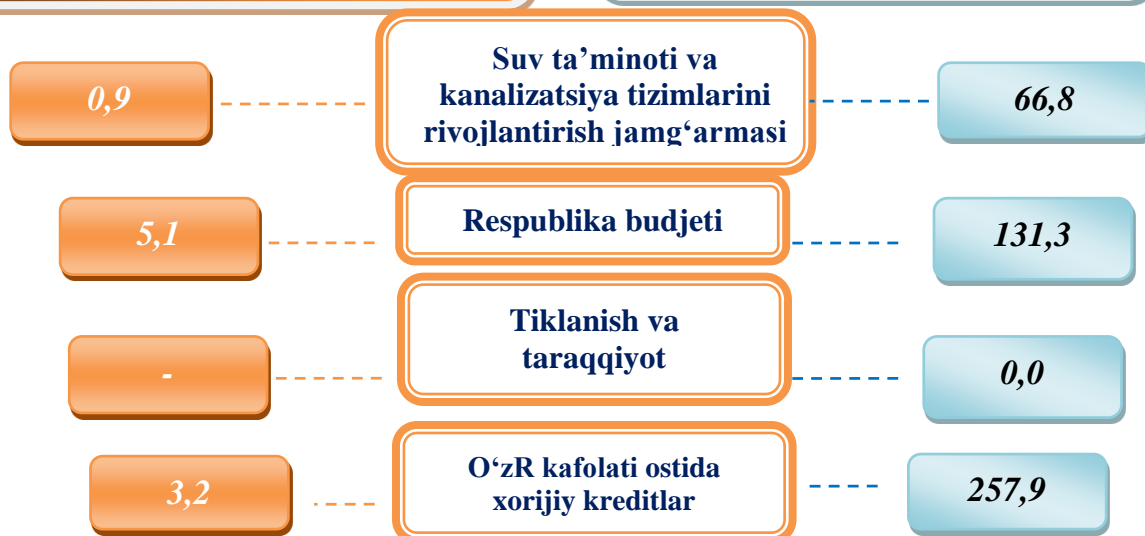 Suv ta’minoti va
0,9
kanalizatsiya tizimlarini
66,8
rivojlantirish jamg‘armasi
5,1
Respublika budjeti
131,3
Tiklanish va
taraqqiyot
-
0,0
O‘zR kafolati ostida
3,2
xorijiy kreditlar
257,9